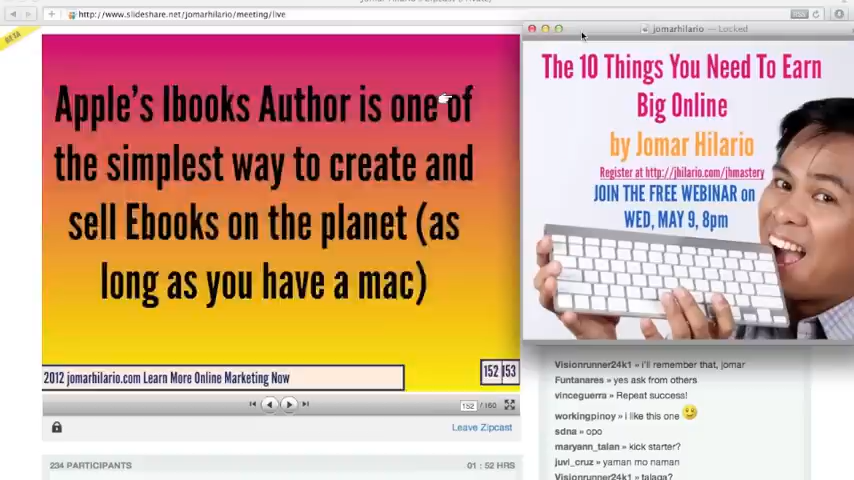 http://www.slideshare.net/jomarhilario/meeting/live
RSS
BETA
jomarhilario — Locked
Apple's Ibooks Author is one of
the simplest way to create and
sell Ebooks on the planet (as
long as you have a mac)
2012 jomarhilario.com Learn More Online Marketing Now
152 153
152 /160
Leave Zipcast
234 PARTICIPANTS
01 : 52 HRS
The 10 Things You Need To Earn
Big Online
by Jomar Hilario
Register at http://jhilario.com/jhmastery
JOIN THE FREE WEBINAR on
WED, MAY 9, 8pm
Visionrunner24k1 » i'll remember that, jomar
Funtanares » yes ask from others
vinceguerra » Repeat success!
workingpinoy » i like this one
sdna » opo
maryann_talan » kick starter?
juvi_cruz » yaman mo naman
Visionrunner24k1 » talaga?